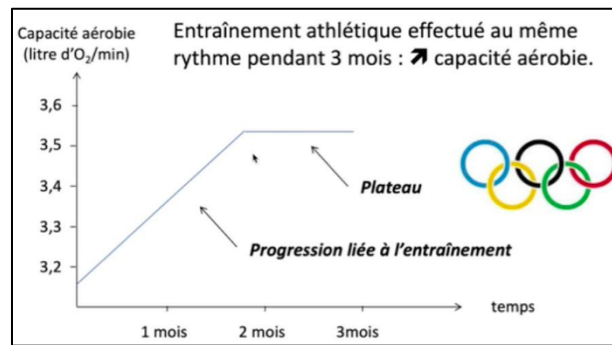 Capacité aérobie
(litre d'O₂/min)
Entraînement athlétique effectué au même
rythme pendant 3 mois : ↗ capacité aérobie.
3,6
3,5
3,4
3,3
3,2
Plateau
Progression liée à l'entraînement
temps
1 mois
2 mois
3mois